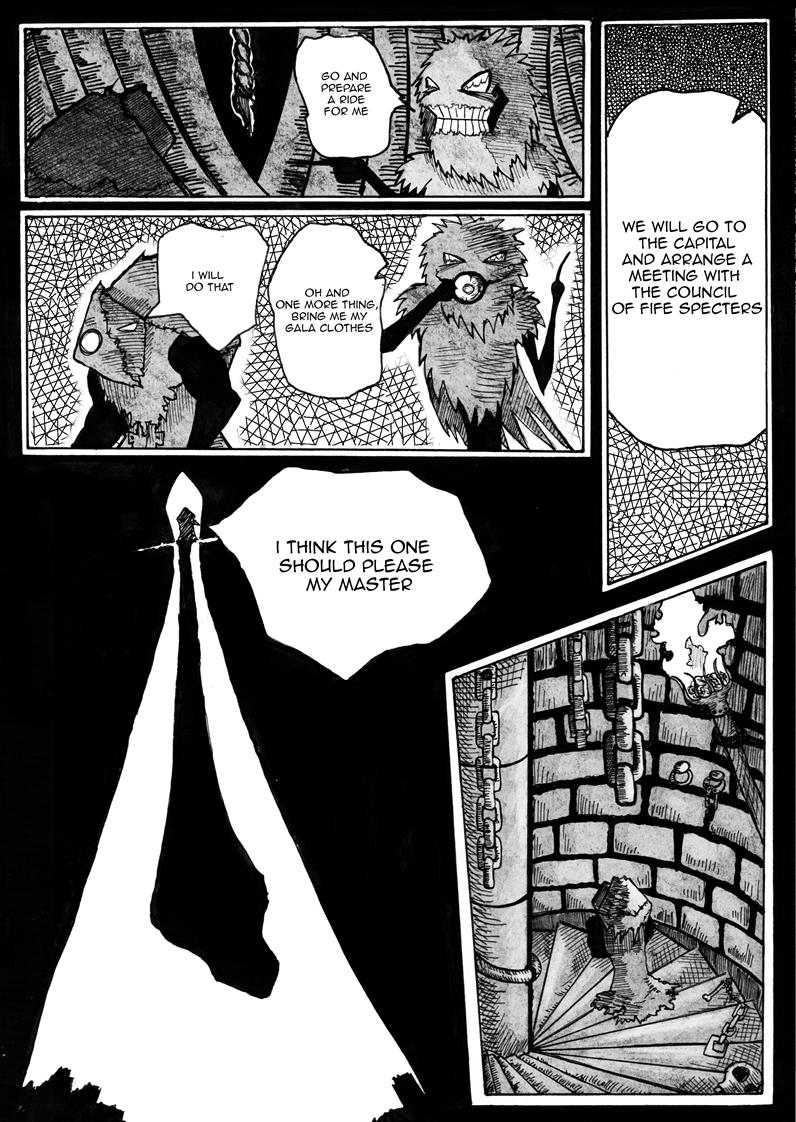 GO AND
PREPARE
A RIDE
FOR ME
WE WILL GO TO
THE CAPITAL
AND ARRANGE A
MEETING WITH
THE COUNCIL
OF FIFE SPECTERS
OH AND
ONE MORE THING,
BRING ME MY
GALA CLOTHES
I WILL
DO THAT
I THINK THIS ONE
SHOULD PLEASE
MY MASTER